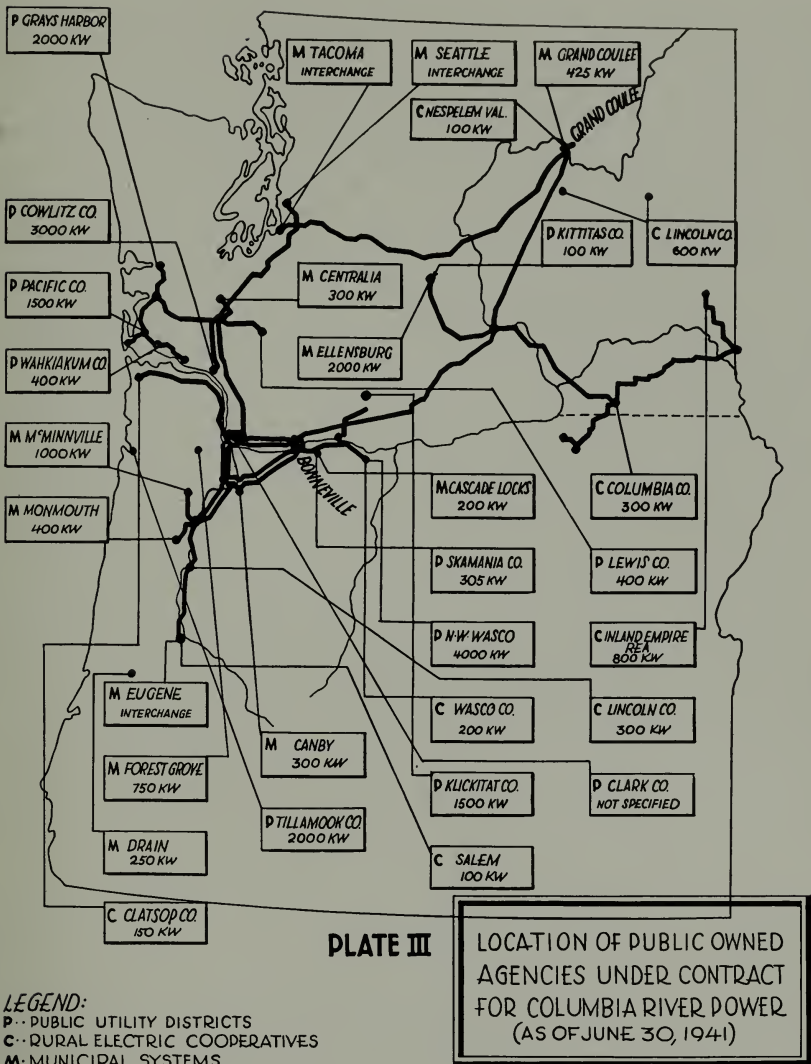 P GRAYS HARBOR
2000 KW
M TACOMA
INTERCHANGE
M SEATTLE
INTERCHANGE
M GRAND COULEE
425 KW
C NESPELEM VAL.
100 KW
GRAND COULEE
P COWLITZ CO.
3000 KW
P KITTITAS CO.
100 KW
C LINCOLN CO.
600 KW
P PACIFIC CO.
1500 KW
M CENTRALIA
300 KW
M ELLENSBURG
2000 KW
P WAHKIAKUM CO.
400 KW
M McMINNVILLE
1000 KW
BONNEVILLE
M CASCADE LOCKS
200 KW
C COLUMBIA CO.
300 KW
M MONMOUTH
400 KW
P SKAMANIA CO.
305 KW
P LEWIS CO.
400 KW
P N·W·WASCO
4000 KW
C INLAND EMPIRE
REA
800 KW
M EUGENE
INTERCHANGE
C WASCO CO.
200 KW
C LINCOLN CO.
300 KW
M CANBY
300 KW
M FOREST GROVE
750 KW
P KLICKITAT CO.
1500 KW
P CLARK CO.
NOT SPECIFIED
P TILLAMOOK CO.
2000 KW
M DRAIN
250 KW
C SALEM
100 KW
C CLATSOP CO.
150 KW
PLATE III
LOCATION OF PUBLIC OWNED
AGENCIES UNDER CONTRACT
FOR COLUMBIA RIVER POWER
(AS OF JUNE 30, 1941)
LEGEND:
P·· PUBLIC UTILITY DISTRICTS
C·· RURAL ELECTRIC COOPERATIVES
M· MUNICIPAL SYSTEMS